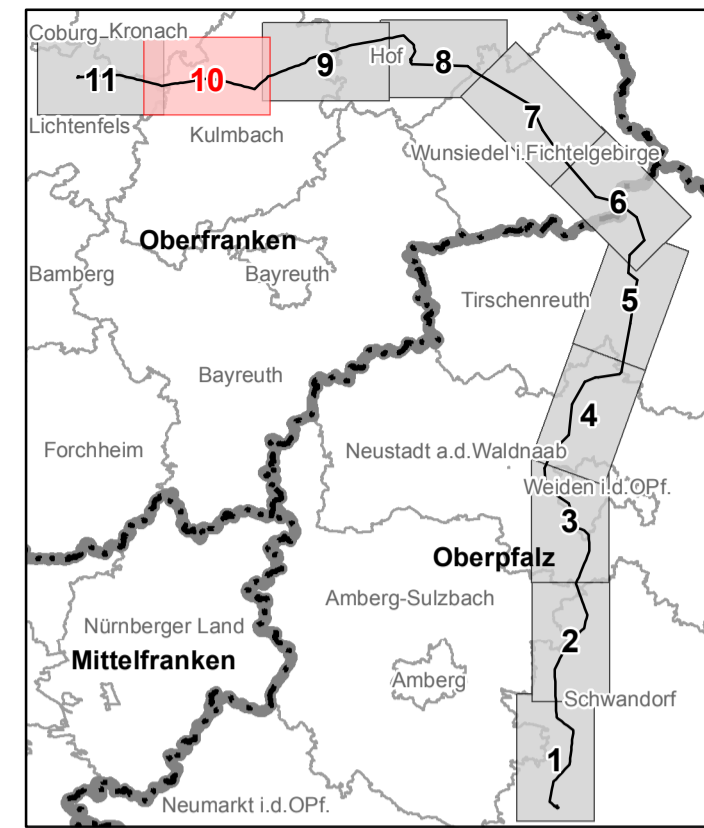 Coburg
Kronach
11
10
9
Hof
8
Lichtenfels
Kulmbach
7
Wunsiedel i.Fichtelgebirge
6
Oberfranken
Bamberg
Bayreuth
Tirschenreuth
5
Bayreuth
4
Forchheim
Neustadt a.d.Waldnaab
Weiden i.d.OPf.
3
Oberpfalz
Amberg-Sulzbach
Nürnberger Land
2
Mittelfranken
Amberg
Schwandorf
1
Neumarkt i.d.OPf.